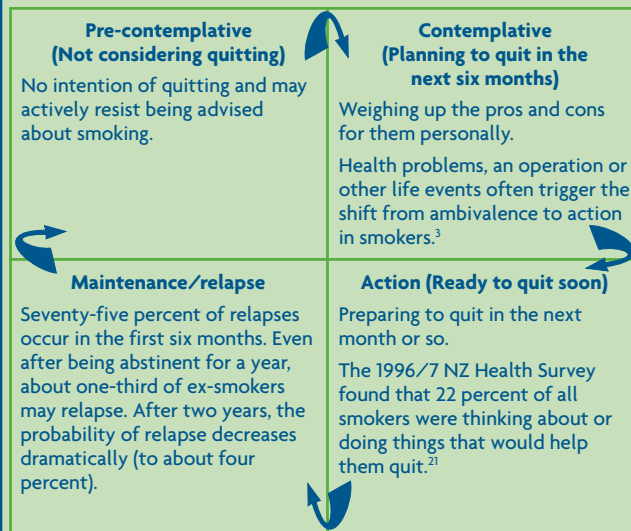 Pre-contemplative
(Not considering quitting)
No intention of quitting and may
actively resist being advised
about smoking.
Contemplative
(Planning to quit in the
next six months)
Weighing up the pros and cons
for them personally.
Health problems, an operation or
other life events often trigger the
shift from ambivalence to action
in smokers.3
Maintenance/relapse
Seventy-five percent of relapses
occur in the first six months. Even
after being abstinent for a year,
about one-third of ex-smokers
may relapse. After two years, the
probability of relapse decreases
dramatically (to about four
percent).
Action (Ready to quit soon)
Preparing to quit in the next
month or so.
The 1996/7 NZ Health Survey
found that 22 percent of all
smokers were thinking about or
doing things that would help
them quit.21